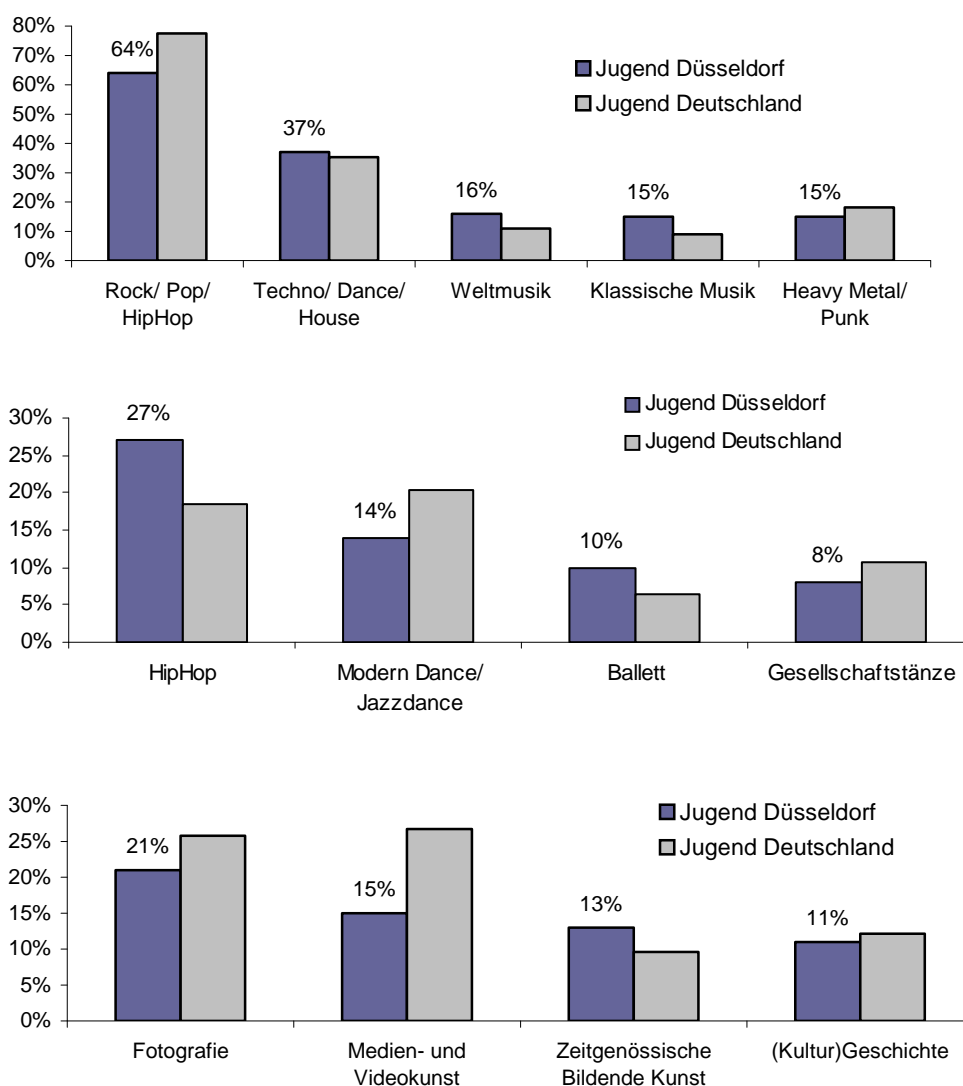 80%
70%
60%
50%
40%
30%
20%
10%
0%
64%
37%
16%
15%
15%
Jugend Düsseldorf
Jugend Deutschland
Rock/ Pop/
HipHop
Techno/ Dance/
House
Weltmusik
Klassische Musik
Heavy Metal/
Punk
30%
25%
20%
15%
10%
5%
0%
27%
14%
10%
8%
Jugend Düsseldorf
Jugend Deutschland
HipHop
Modern Dance/
Jazzdance
Ballett
Gesellschaftstänze
30%
25%
20%
15%
10%
5%
0%
21%
15%
13%
11%
Jugend Düsseldorf
Jugend Deutschland
Fotografie
Medien- und
Videokunst
Zeitgenössische
Bildende Kunst
(Kultur)Geschichte